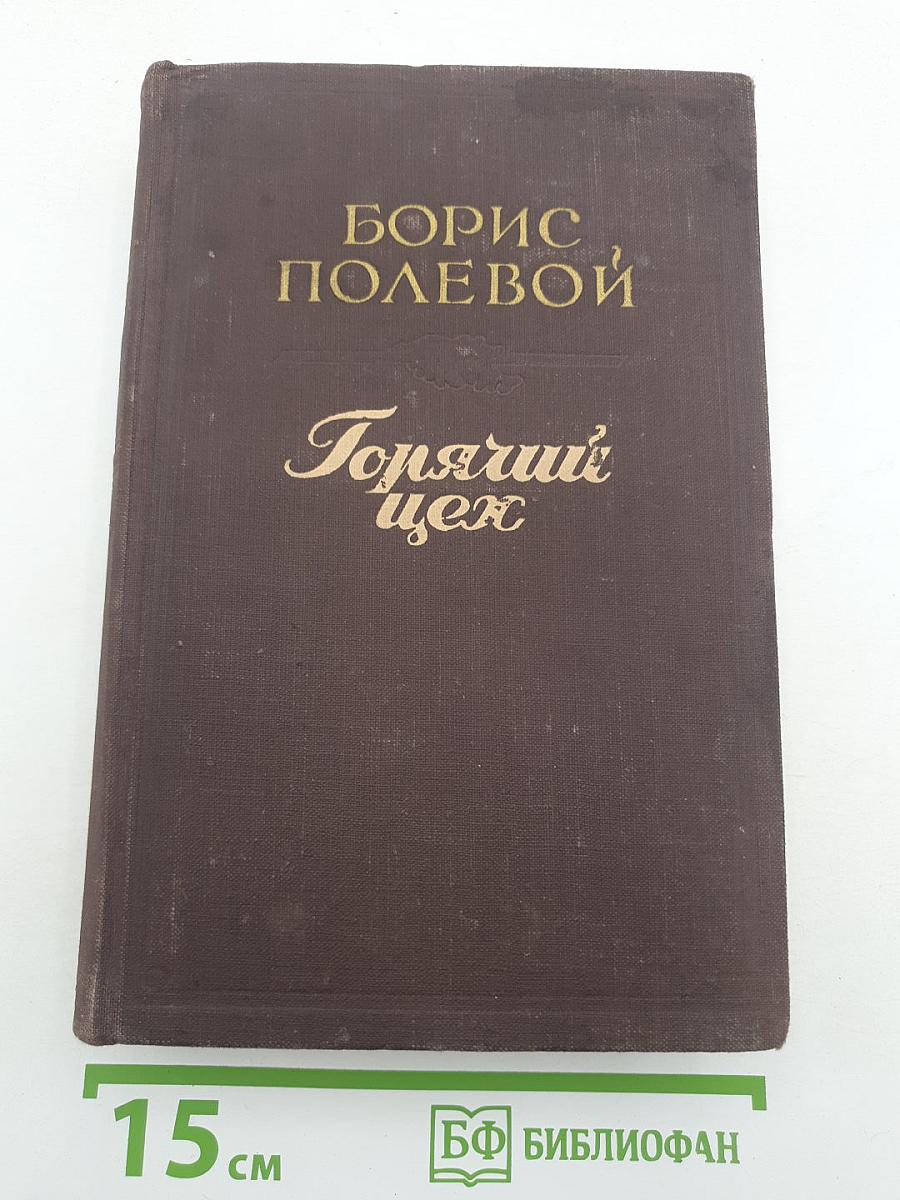 БОРИС
ПОЛЕВОЙ
Горячий
цех
15 см
БФ БИБЛИОФАН